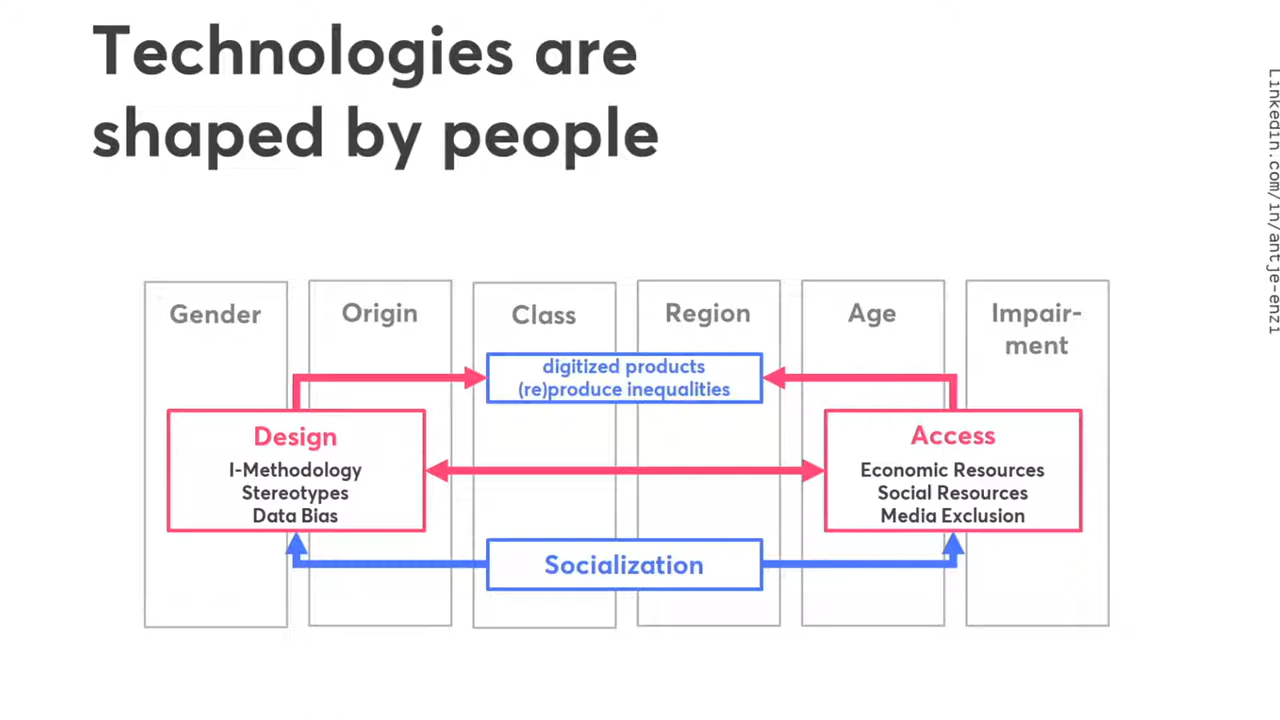 Technologies are
shaped by people
Gender
Origin
Class
Region
Age
Impair-
ment
digitized products
(re)produce inequalities
Design
I-Methodology
Stereotypes
Data Bias
Access
Economic Resources
Social Resources
Media Exclusion
Socialization
Linkedin.com/in/antje-enzi